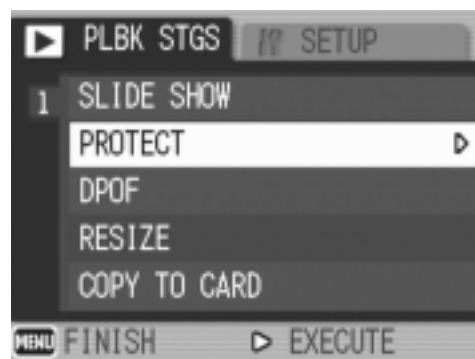 PLBK STGS SETUP
1 SLIDE SHOW
PROTECT
DPOF
RESIZE
COPY TO CARD
MENU FINISH EXECUTE